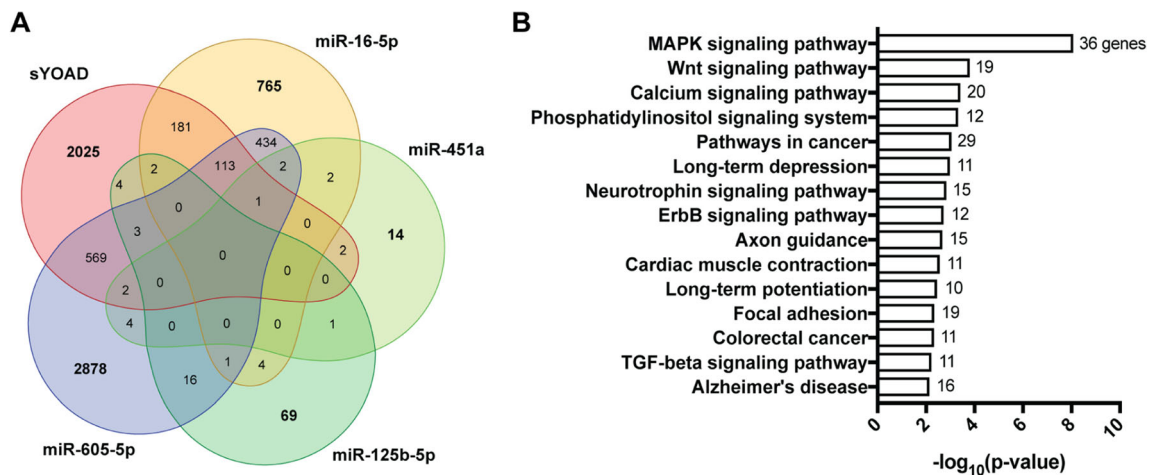 A
miR-16-5p
sYOAD
765
181
434
miR-451a
2025
113
2
2
4
2
1
0
0
3
2
14
569
0
0
0
0
2
4
0
0
0
1
2878
16
1
4
69
miR-605-5p
miR-125b-5p
B
MAPK signaling pathway 36 genes
Wnt signaling pathway 19
Calcium signaling pathway 20
Phosphatidylinositol signaling system 12
Pathways in cancer 29
Long-term depression 11
Neurotrophin signaling pathway 15
ErbB signaling pathway 12
Axon guidance 15
Cardiac muscle contraction 11
Long-term potentiation 10
Focal adhesion 19
Colorectal cancer 11
TGF-beta signaling pathway 11
Alzheimer's disease 16
0 2 4 6 8 10
-log10(p-value)